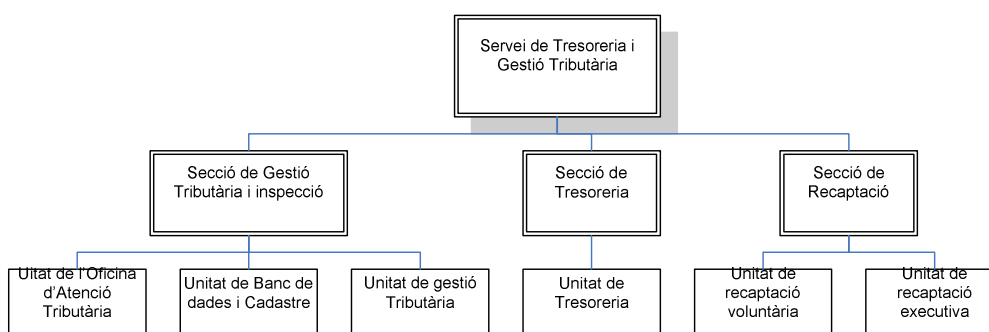 Servei de Tresoreria i
Gestió Tributària
Secció de Gestió
Tributària i inspecció
Secció de
Tresoreria
Secció de
Recaptació
Uitat de l'Oficina
d'Atenció
Tributària
Unitat de Banc de
dades i Cadastre
Unitat de gestió
Tributària
Unitat de
Tresoreria
Unitat de
recaptació
voluntària
Unitat de
recaptació
executiva